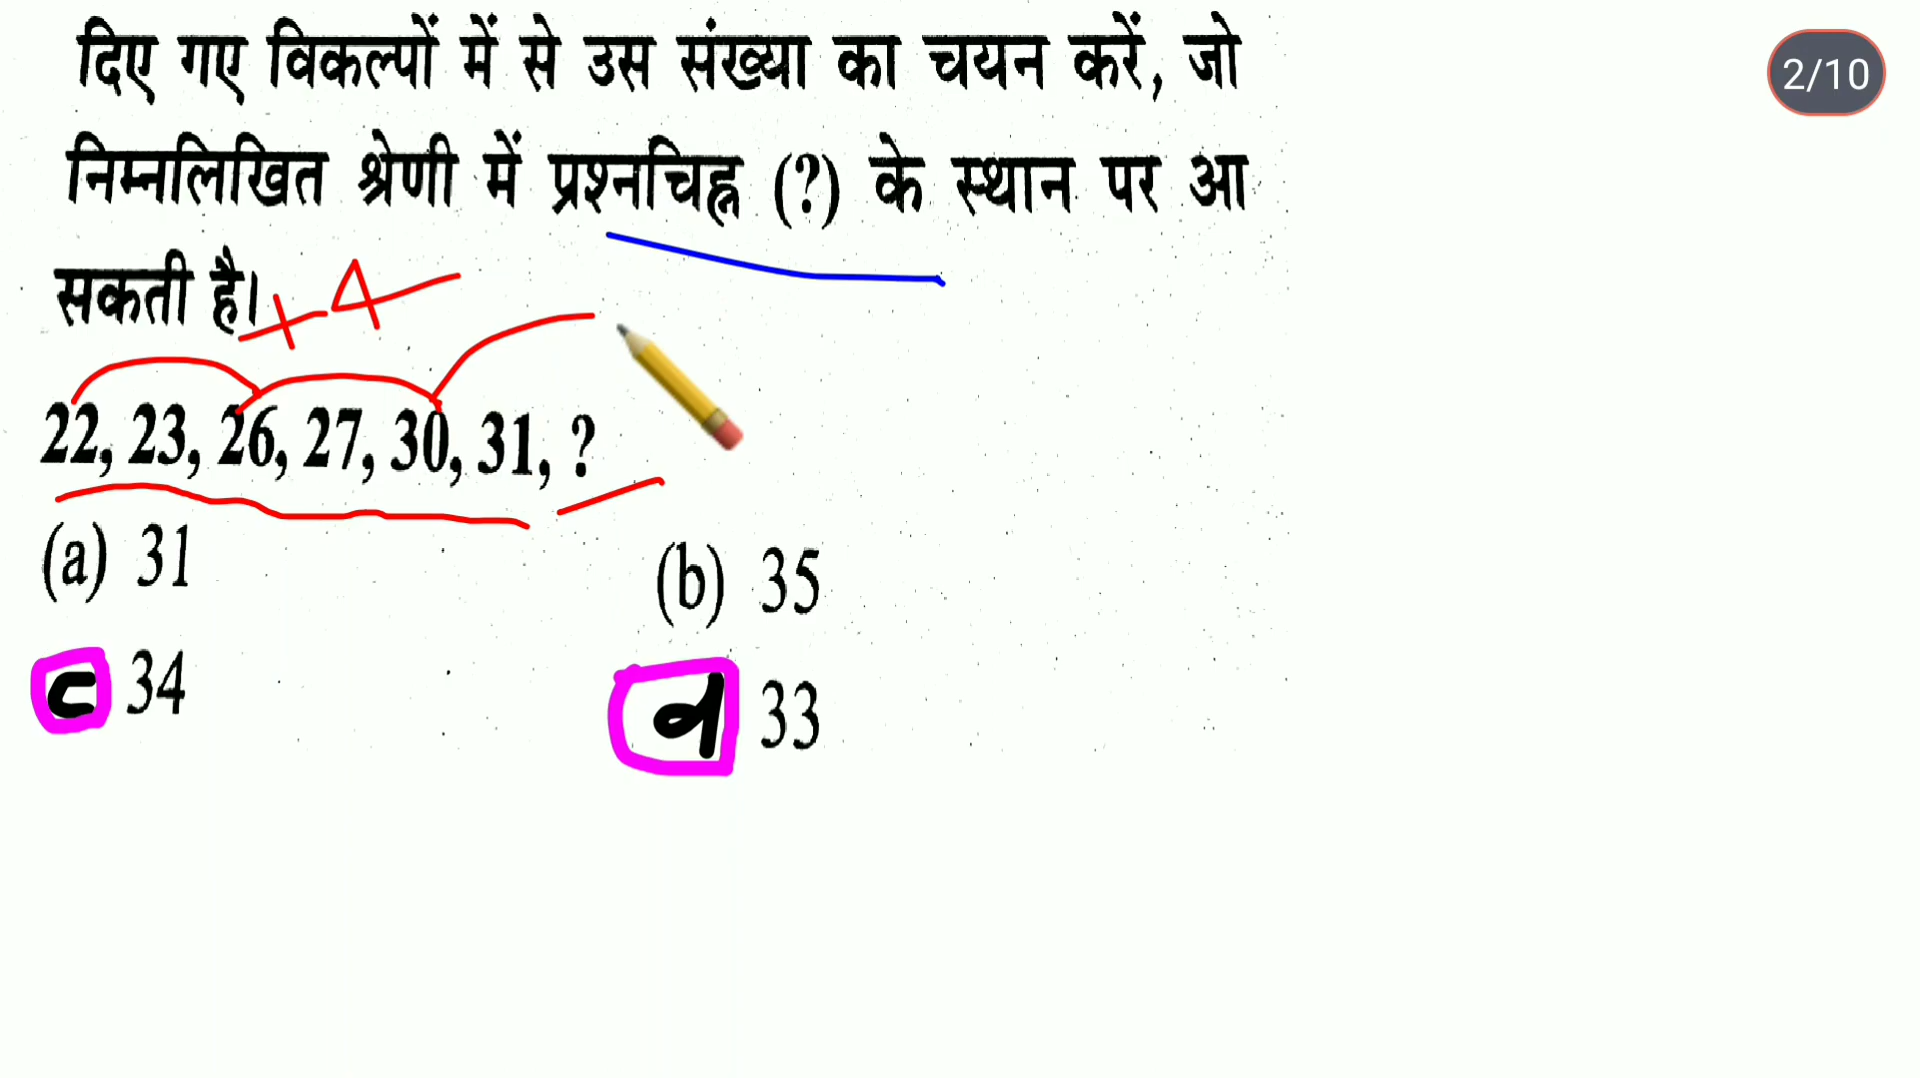 दिए गए विकल्पों में से उस संख्या का चयन करें, जो
2/10
निम्नलिखित श्रेणी में प्रश्नचिह्न (?) के स्थान पर आ
सकती है।
+4
22, 23, 26, 27, 30, 31, ?
(a) 31 (b) 35
c 34 d 33